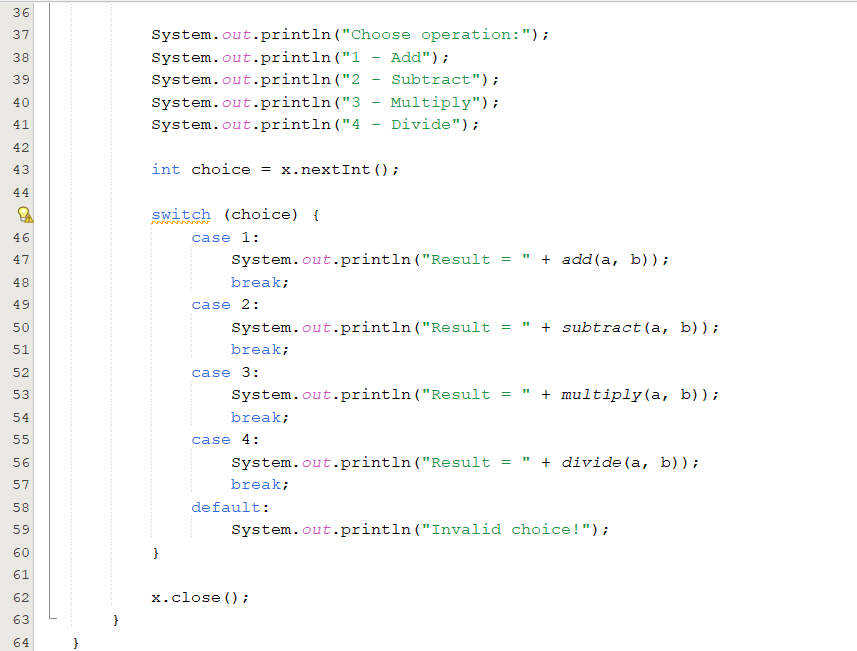 36
37 System.out.println("Choose operation:");
38 System.out.println("1 - Add");
39 System.out.println("2 - Subtract");
40 System.out.println("3 - Multiply");
41 System.out.println("4 - Divide");
42
43 int choice = x.nextInt();
44
switch (choice) {
46 case 1:
47 System.out.println("Result = " + add(a, b));
48 break;
49 case 2:
50 System.out.println("Result = " + subtract(a, b));
51 break;
52 case 3:
53 System.out.println("Result = " + multiply(a, b));
54 break;
55 case 4:
56 System.out.println("Result = " + divide(a, b));
57 break;
58 default:
59 System.out.println("Invalid choice!");
60 }
61
62 x.close();
63 }
64 }